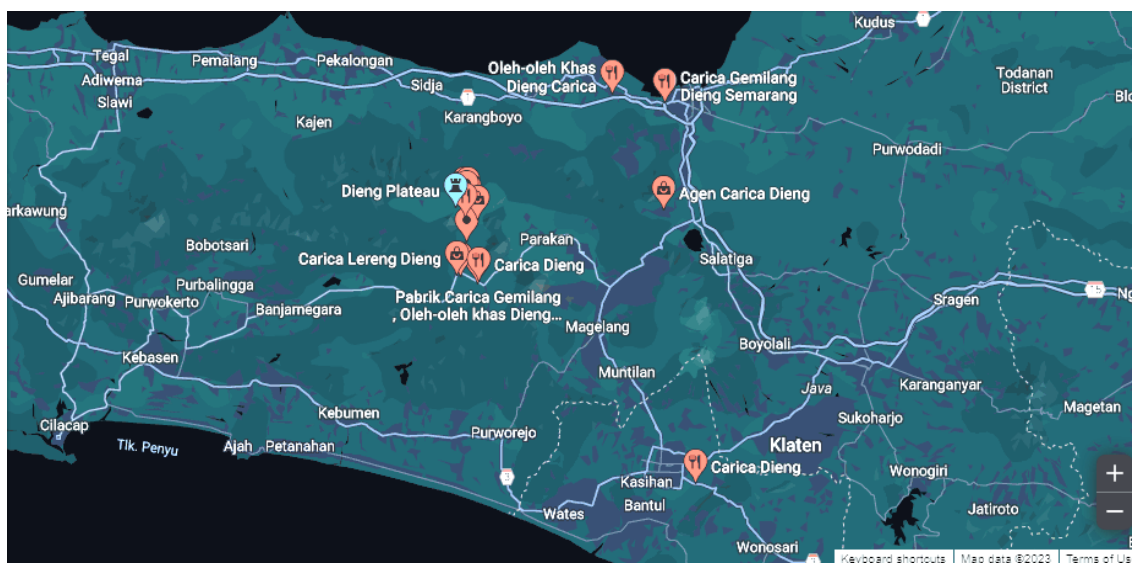 Kudus
Tegal
Pemalang
Pekalongan
Adiwerna
Slawi
Sidja
Oleh-oleh Khas
Dieng Carica
Carica Gemilang
Dieng Semarang
Todanan
District
Kajen
Karangboyo
Purwodadi
Dieng Plateau
Agen Carica Dieng
arkawung
Bobotsari
Parakan
Carica Lereng Dieng
Carica Dieng
Salatiga
Gumelar
Purbalingga
Ajibarang
Purwokerto
Banjarnegara
Pabrik Carica Gemilang
, Oleh-oleh khas Dieng...
Sragen
15
Ng
Magelang
Boyolali
Kebasen
Muntilan
Java
Karanganyar
Magetan
Cilacap
Kebumen
Sukoharjo
Tlk. Penyu
Ajah
Petanahan
Purworejo
Klaten
Carica Dieng
Wonogiri
3
Kasihan
Bantul
Wates
Jatiroto
Wonosari
Keyboard shortcuts
Map data ©2023
Terms of Us